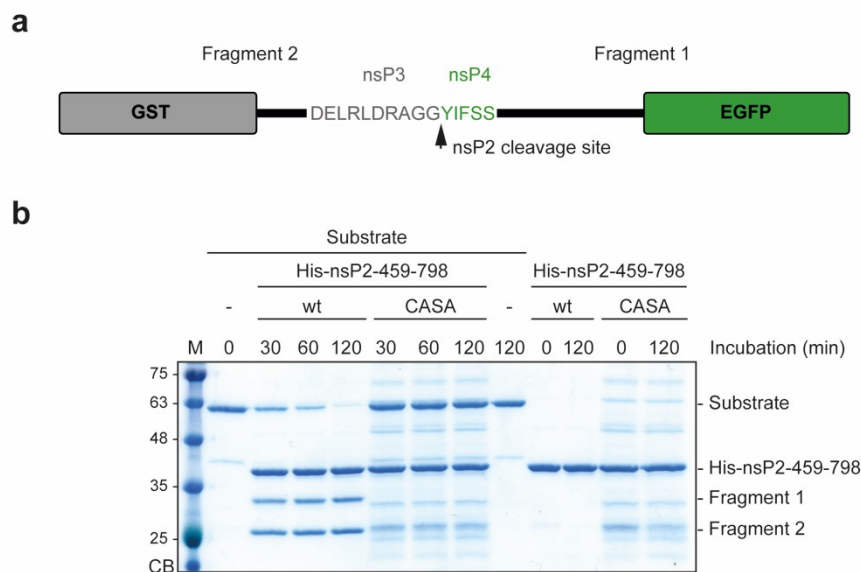 a
Fragment 2 Fragment 1
nsP3 nsP4
GST DELRLDRAGGYIFSS EGFP
nsP2 cleavage site
b
Substrate
His-nsP2-459-798 His-nsP2-459-798
- wt CASA - wt CASA
M 0 30 60 120 30 60 120 120 0 120 0 120 Incubation (min)
75 -
63 - - Substrate
48 -
- His-nsP2-459-798
35 -
- Fragment 1
- Fragment 2
25 -
CB